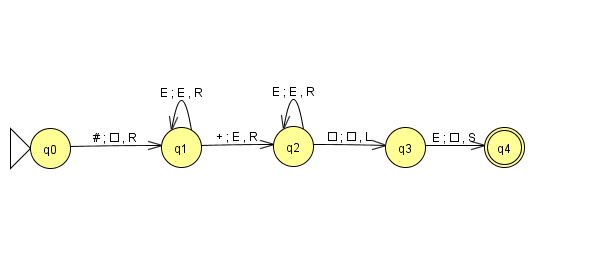 E ; E , R
E ; E , R
# ; □ , R
+ ; E , R
□ ; □ , L
E ; □ , S
q0
q1
q2
q3
q4